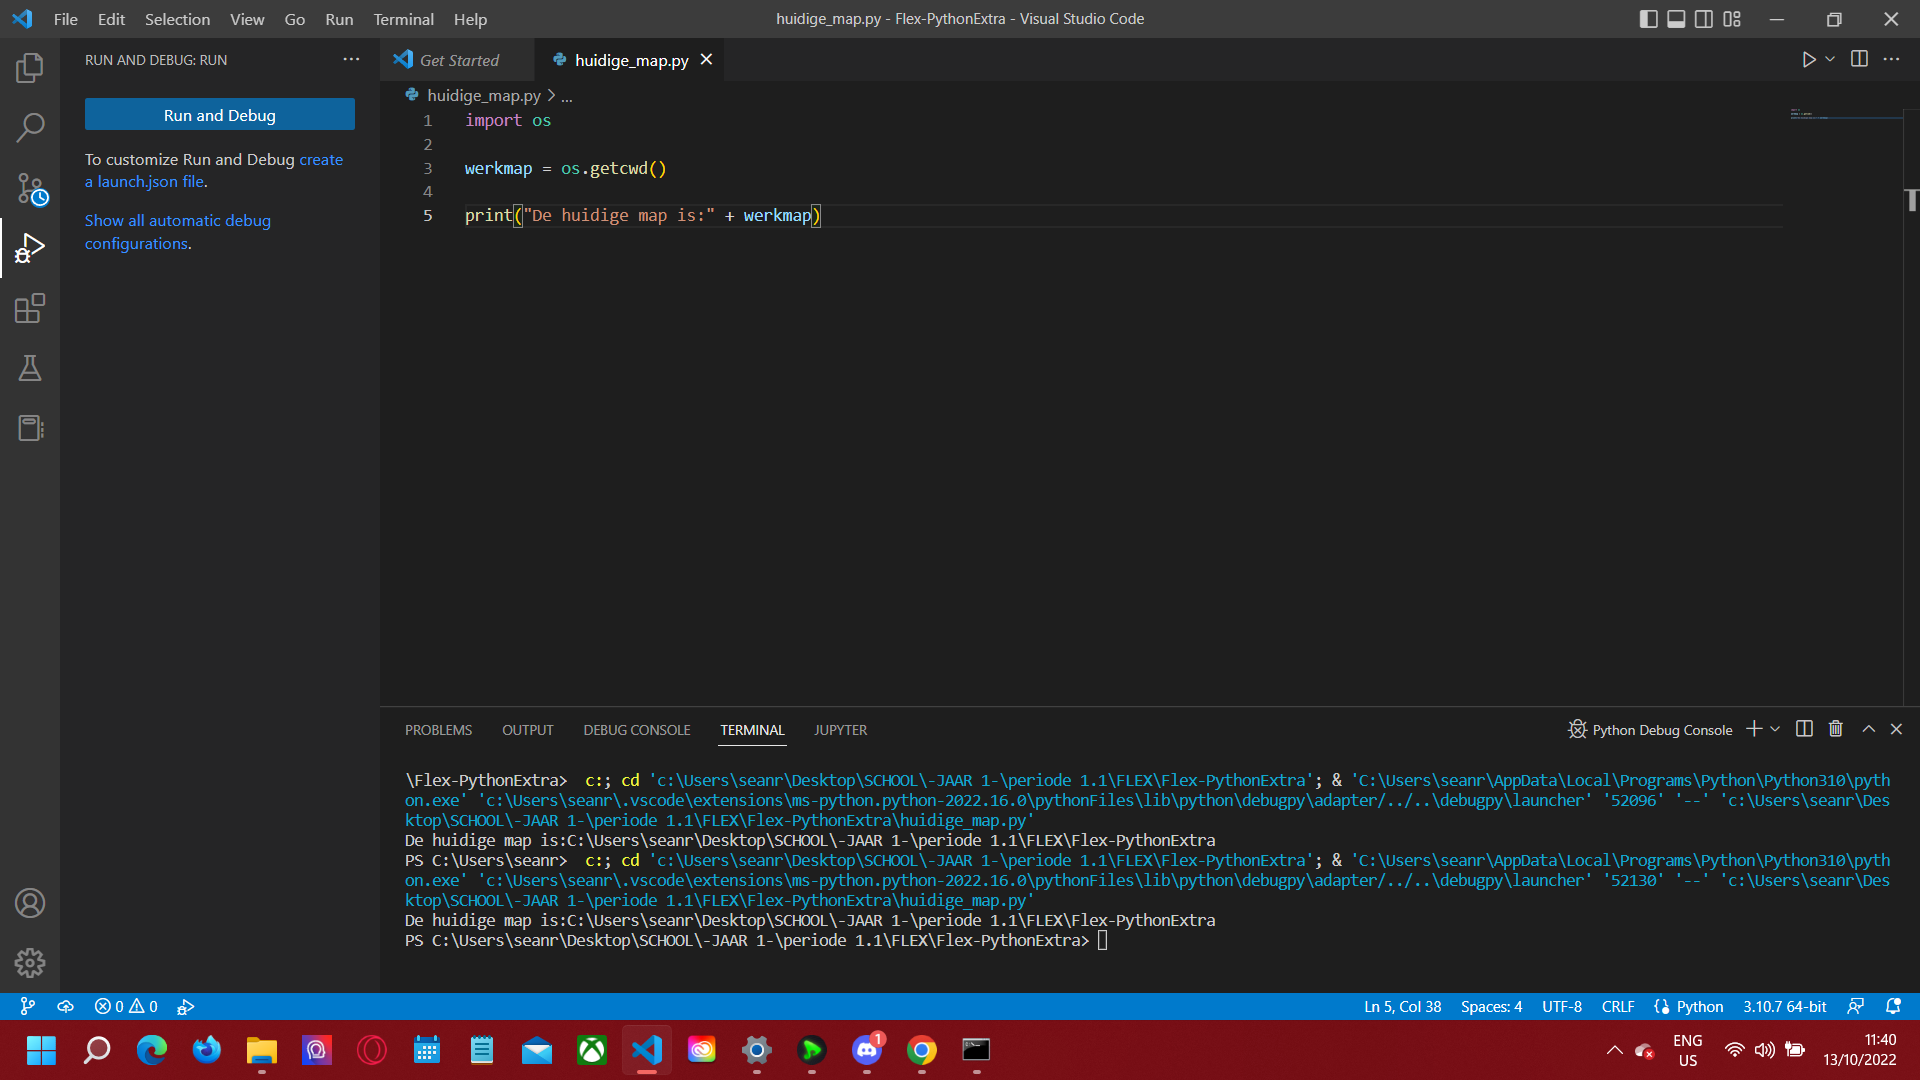 File Edit Selection View Go Run Terminal Help
huidige_map.py - Flex-PythonExtra - Visual Studio Code
RUN AND DEBUG: RUN
Get Started
huidige_map.py
Run and Debug
To customize Run and Debug create
a launch.json file.
Show all automatic debug
configurations.
huidige_map.py > ...
1 import os
2
3 werkmap = os.getcwd()
4
5 print("De huidige map is:" + werkmap)
PROBLEMS OUTPUT DEBUG CONSOLE TERMINAL JUPYTER
Python Debug Console
\Flex-PythonExtra>  c:; cd 'c:\Users\seanr\Desktop\SCHOOL\-JAAR 1-\periode 1.1\FLEX\Flex-PythonExtra'; & 'C:\Users\seanr\AppData\Local\Programs\Python\Python310\pyth
on.exe' 'c:\Users\seanr\.vscode\extensions\ms-python.python-2022.16.0\pythonFiles\lib\python\debugpy\adapter/../..\debugpy\launcher' '52096' '--' 'c:\Users\seanr\Des
ktop\SCHOOL\-JAAR 1-\periode 1.1\FLEX\Flex-PythonExtra\huidige_map.py'
De huidige map is:C:\Users\seanr\Desktop\SCHOOL\-JAAR 1-\periode 1.1\FLEX\Flex-PythonExtra
PS C:\Users\seanr>  c:; cd 'c:\Users\seanr\Desktop\SCHOOL\-JAAR 1-\periode 1.1\FLEX\Flex-PythonExtra'; & 'C:\Users\seanr\AppData\Local\Programs\Python\Python310\pyth
on.exe' 'c:\Users\seanr\.vscode\extensions\ms-python.python-2022.16.0\pythonFiles\lib\python\debugpy\adapter/../..\debugpy\launcher' '52130' '--' 'c:\Users\seanr\Des
ktop\SCHOOL\-JAAR 1-\periode 1.1\FLEX\Flex-PythonExtra\huidige_map.py'
De huidige map is:C:\Users\seanr\Desktop\SCHOOL\-JAAR 1-\periode 1.1\FLEX\Flex-PythonExtra
PS C:\Users\seanr\Desktop\SCHOOL\-JAAR 1-\periode 1.1\FLEX\Flex-PythonExtra>
0 0
Ln 5, Col 38 Spaces: 4 UTF-8 CRLF Python 3.10.7 64-bit
1
ENG
US
11:40
13/10/2022